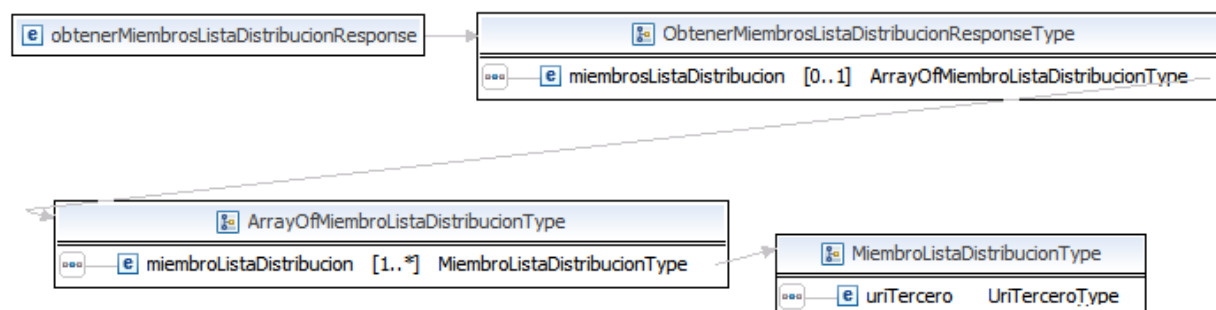 e obtenerMiembrosListaDistribucionResponse
ObtenerMiembrosListaDistribucionResponseType
e miembrosListaDistribucion [0..1] ArrayOfMiembroListaDistribucionType
ArrayOfMiembroListaDistribucionType
e miembroListaDistribucion [1..*] MiembroListaDistribucionType
MiembroListaDistribucionType
e uriTercero UriTerceroType